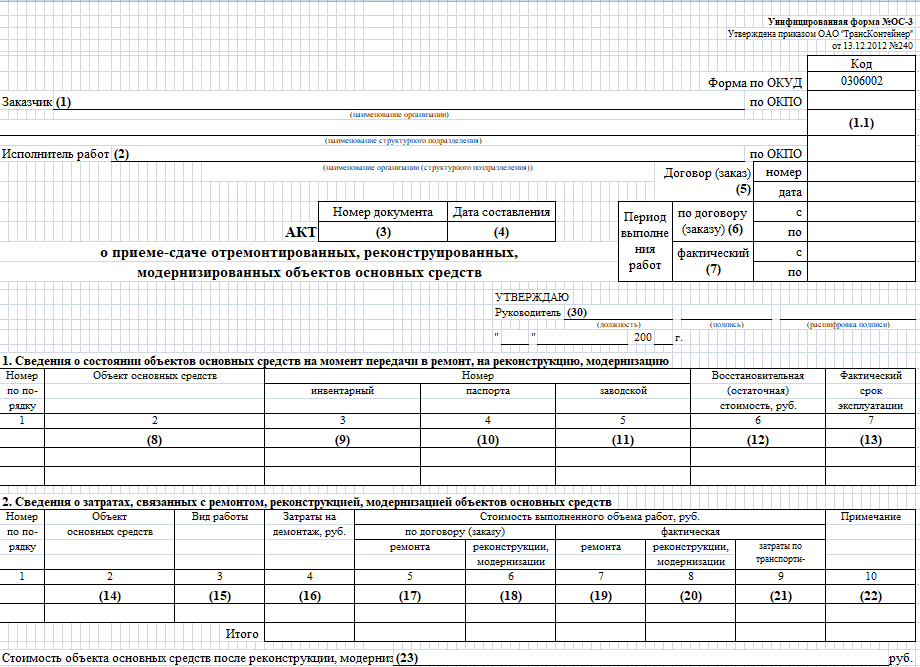 Унифицированная форма №ОС-3
Утверждена приказом ОАО "ТрансКонтейнер"
от 13.12.2012 №240
Код
Форма по ОКУД 0306002
Заказчик (1) по ОКПО
(наименование организации)
(1.1)
(наименование структурного подразделения)
Исполнитель работ (2) по ОКПО
(наименование организации (структурного подразделения))
Договор (заказ) номер
(5) дата
Номер документа Дата составления
Период выполне ния работ
по договору (заказу) (6) с
по
фактический (7) с
по
АКТ (3) (4)
о приеме-сдаче отремонтированных, реконструированных,
модернизированных объектов основных средств
УТВЕРЖДАЮ
Руководитель (30)
(должность) (подпись) (расшифровка подписи)
"___" ___ 200 __ г.
1. Сведения о состоянии объектов основных средств на момент передачи в ремонт, на реконструкцию, модернизацию
Номер Объект основных средств Номер Восстановительная Фактический
по по- инвентарный паспорта заводской (остаточная) срок
рядку стоимость, руб. эксплуатации
1 2 3 4 5 6 7
(8) (9) (10) (11) (12) (13)
2. Сведения о затратах, связанных с ремонтом, реконструкцией, модернизацией объектов основных средств
Номер Объект Вид работы Затраты на Стоимость выполненного объема работ, руб. Примечание
по по- основных средств демонтаж, руб. по договору (заказу) фактическая
рядку ремонта реконструкции, ремонта реконструкции, затраты по
модернизации модернизации транспорти-
1 2 3 4 5 6 7 8 9 10
(14) (15) (16) (17) (18) (19) (20) (21) (22)
Итого
Стоимость объекта основных средств после реконструкции, модерниз (23) руб.